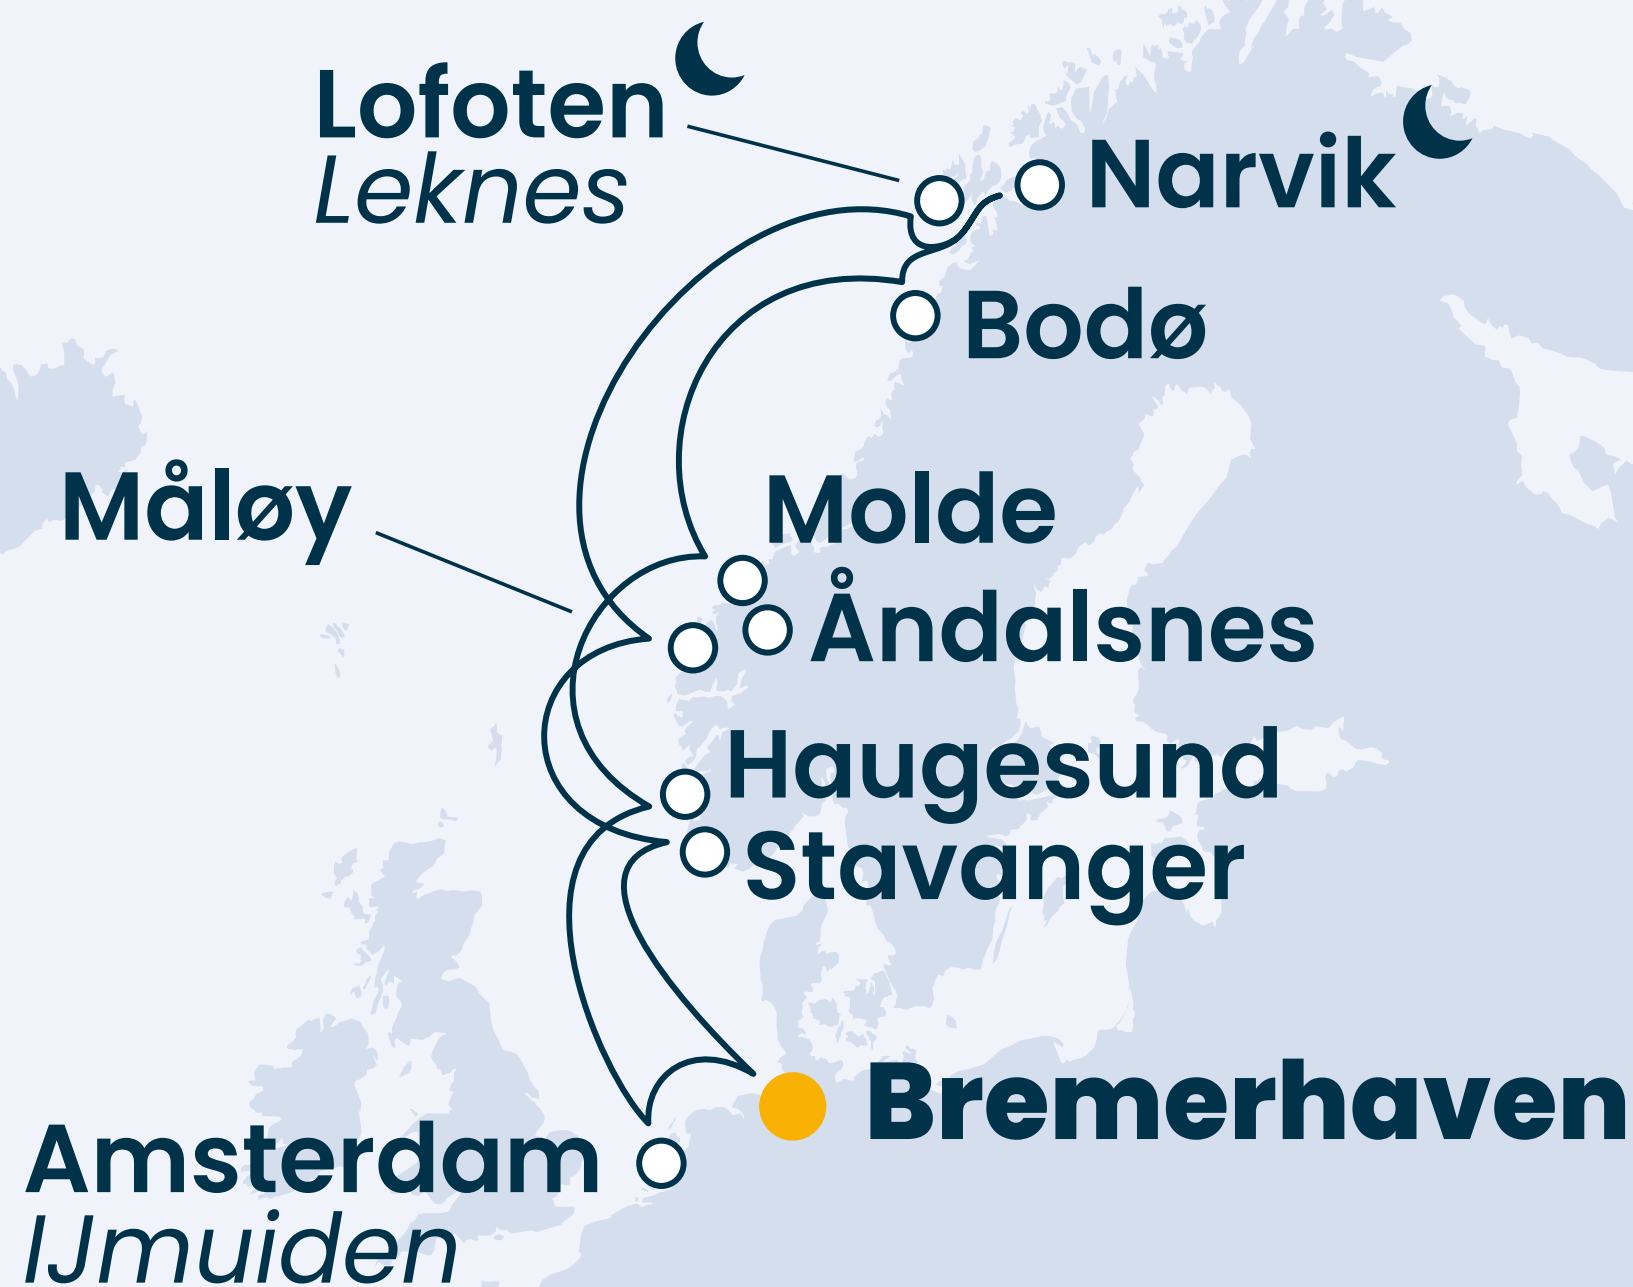 Lofoten
Leknes
Narvik
Bodø
Måløy
Molde
Åndalsnes
Haugesund
Stavanger
Bremerhaven
Amsterdam
IJmuiden